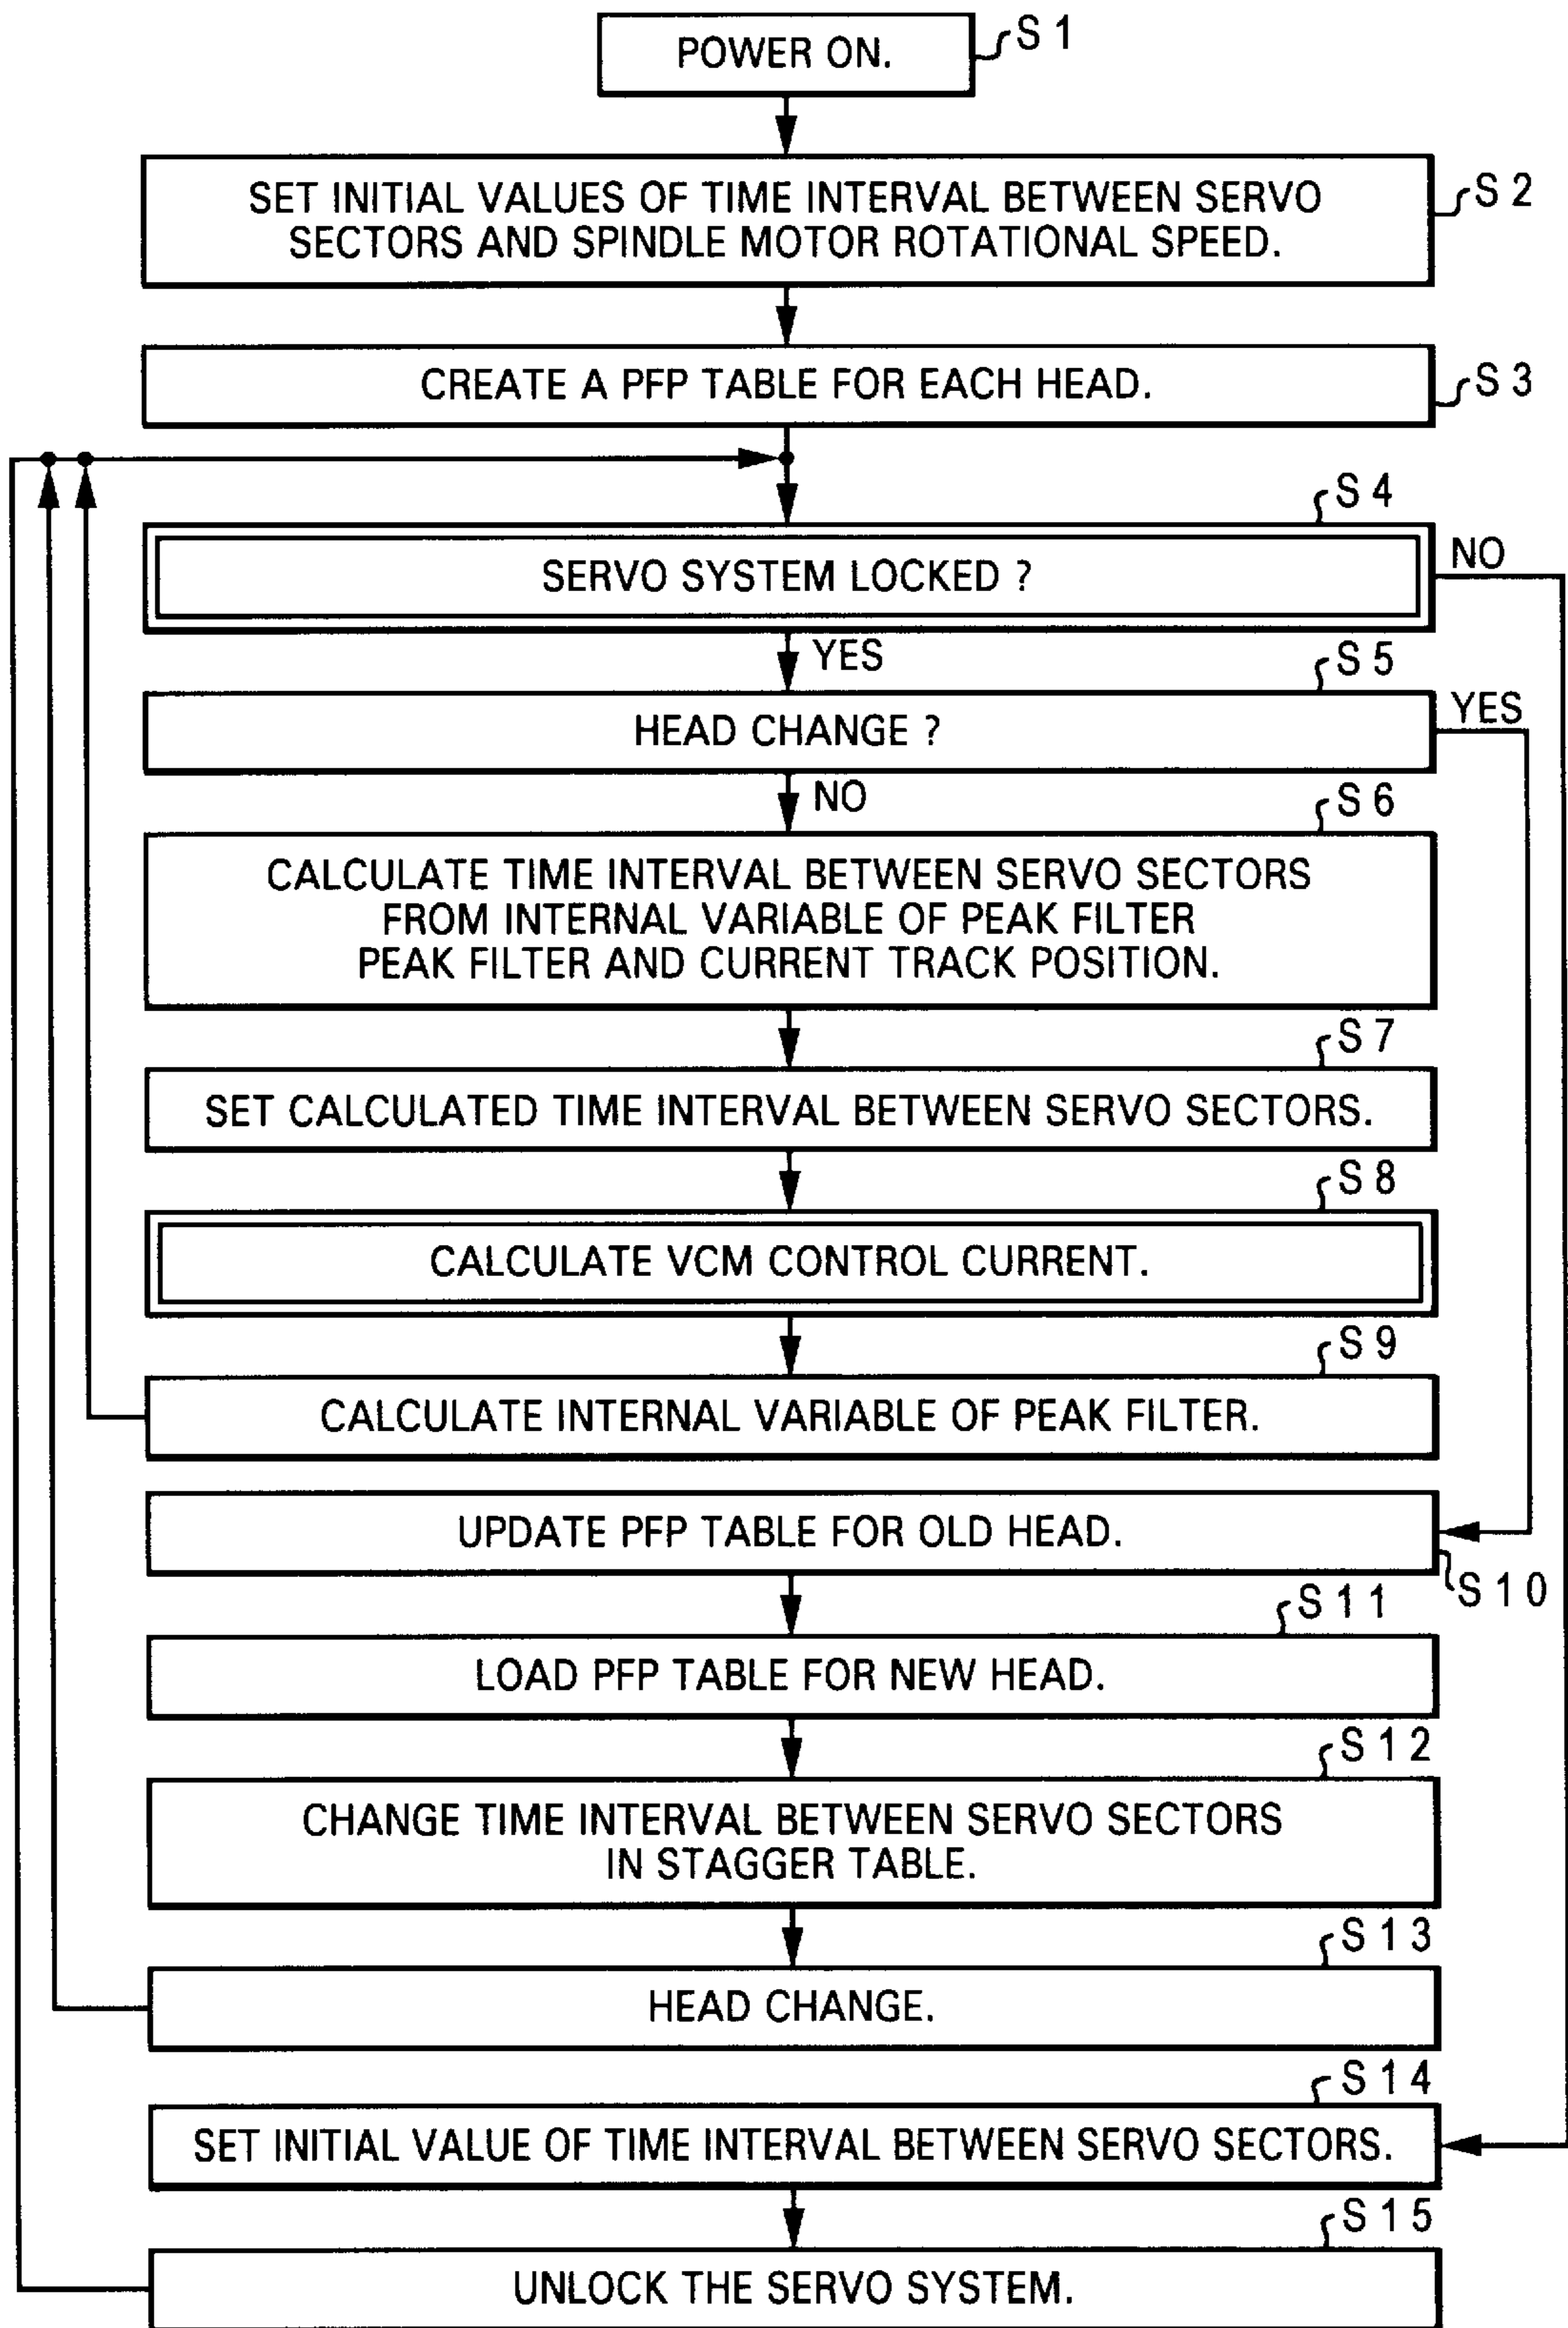 S 1
POWER ON.
S 2
SET INITIAL VALUES OF TIME INTERVAL BETWEEN SERVO
SECTORS AND SPINDLE MOTOR ROTATIONAL SPEED.
S 3
CREATE A PFP TABLE FOR EACH HEAD.
S 4
SERVO SYSTEM LOCKED ?
NO
YES
S 5
HEAD CHANGE ?
YES
NO
S 6
CALCULATE TIME INTERVAL BETWEEN SERVO SECTORS
FROM INTERNAL VARIABLE OF PEAK FILTER
PEAK FILTER AND CURRENT TRACK POSITION.
S 7
SET CALCULATED TIME INTERVAL BETWEEN SERVO SECTORS.
S 8
CALCULATE VCM CONTROL CURRENT.
S 9
CALCULATE INTERNAL VARIABLE OF PEAK FILTER.
UPDATE PFP TABLE FOR OLD HEAD.
S 10
S 11
LOAD PFP TABLE FOR NEW HEAD.
S 12
CHANGE TIME INTERVAL BETWEEN SERVO SECTORS
IN STAGGER TABLE.
S 13
HEAD CHANGE.
S 14
SET INITIAL VALUE OF TIME INTERVAL BETWEEN SERVO SECTORS.
S 15
UNLOCK THE SERVO SYSTEM.